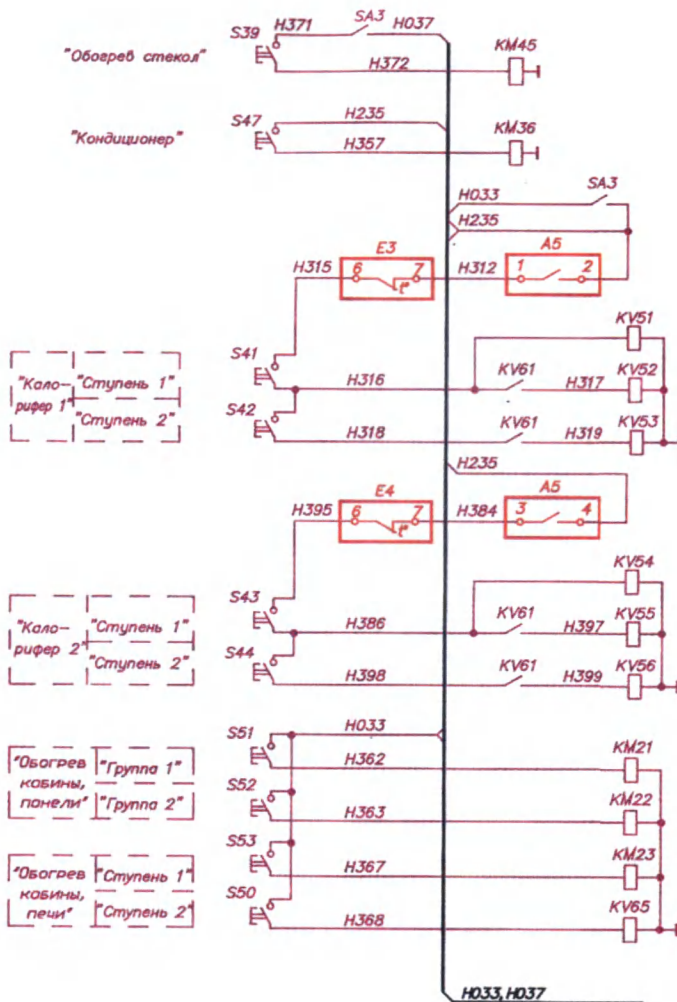 S39 H371 SA3 H037
"Обогрев стекол" H372 KM45
S47 H235
"Кондиционер" H357 KM36
H033 SA3
H235
E3 A5
H315 6 t° 7 H312 1 2
KV51
S41
"Кало-
рифер 1" "Ступень 1" H316 KV61 H317 KV52
S42
"Ступень 2" H318 KV61 H319 KV53
H235
E4 A5
H395 6 t° 7 H384 3 4
KV54
S43
"Кало-
рифер 2" "Ступень 1" H386 KV61 H397 KV55
S44
"Ступень 2" H398 KV61 H399 KV56
S51 H033
"Обогрев
кабины,
панели" "Группа 1" H362 KM21
S52
"Группа 2" H363 KM22
S53
"Обогрев
кабины,
печи" "Ступень 1" H367 KM23
S50
"Ступень 2" H368 KV65
H033, H037